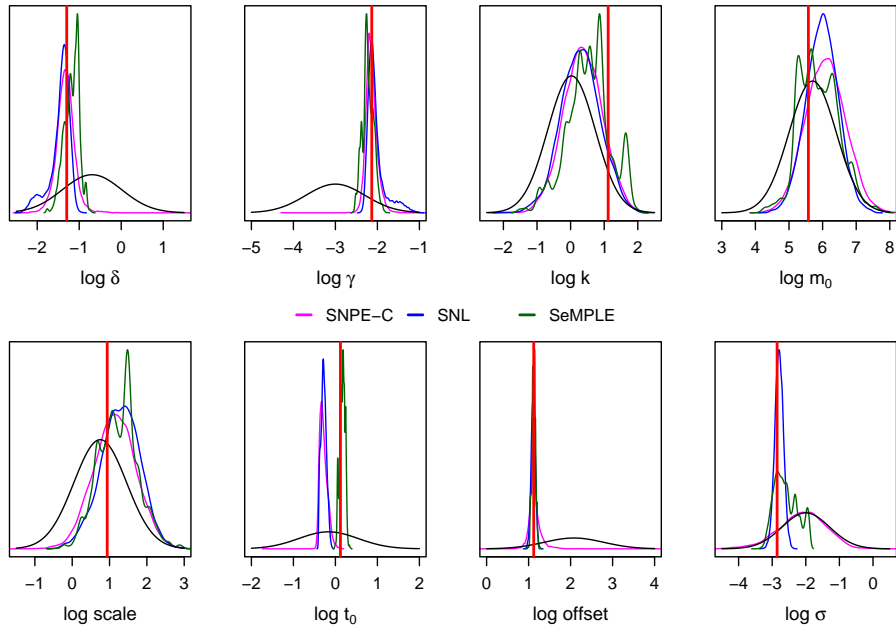 −2 −1 0 1
log δ
−5 −4 −3 −2 −1
log γ
−2 −1 0 1 2
log k
3 4 5 6 7 8
log m₀
SNPE−C SNL SeMPLE
−1 0 1 2 3
log scale
−2 −1 0 1 2
log t₀
0 1 2 3 4
log offset
−4 −3 −2 −1 0
log σ